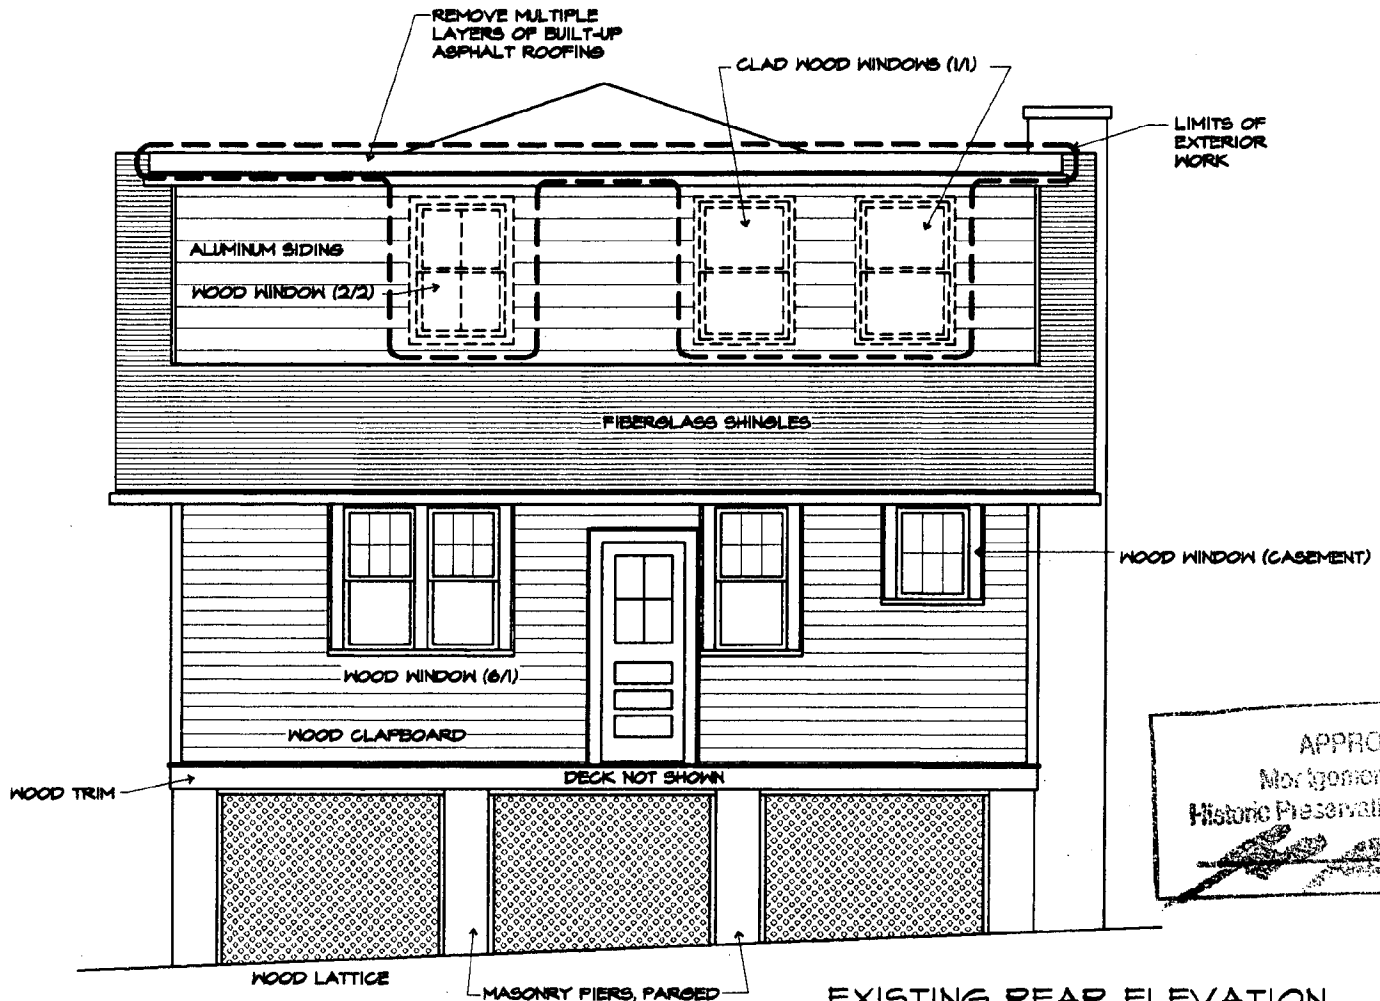 REMOVE MULTIPLE
LAYERS OF BUILT-UP
ASPHALT ROOFING
CLAD WOOD WINDOWS (1/1)
LIMITS OF
EXTERIOR
WORK
ALUMINUM SIDING
WOOD WINDOW (2/2)
FIBERGLASS SHINGLES
WOOD WINDOW (CASEMENT)
WOOD WINDOW (6/1)
WOOD CLAPBOARD
DECK NOT SHOWN
WOOD TRIM
APPRO
Montgomer
Historic Preservati
WOOD LATTICE
MASONRY PIERS, PARGED
EXISTING REAR ELEVATION